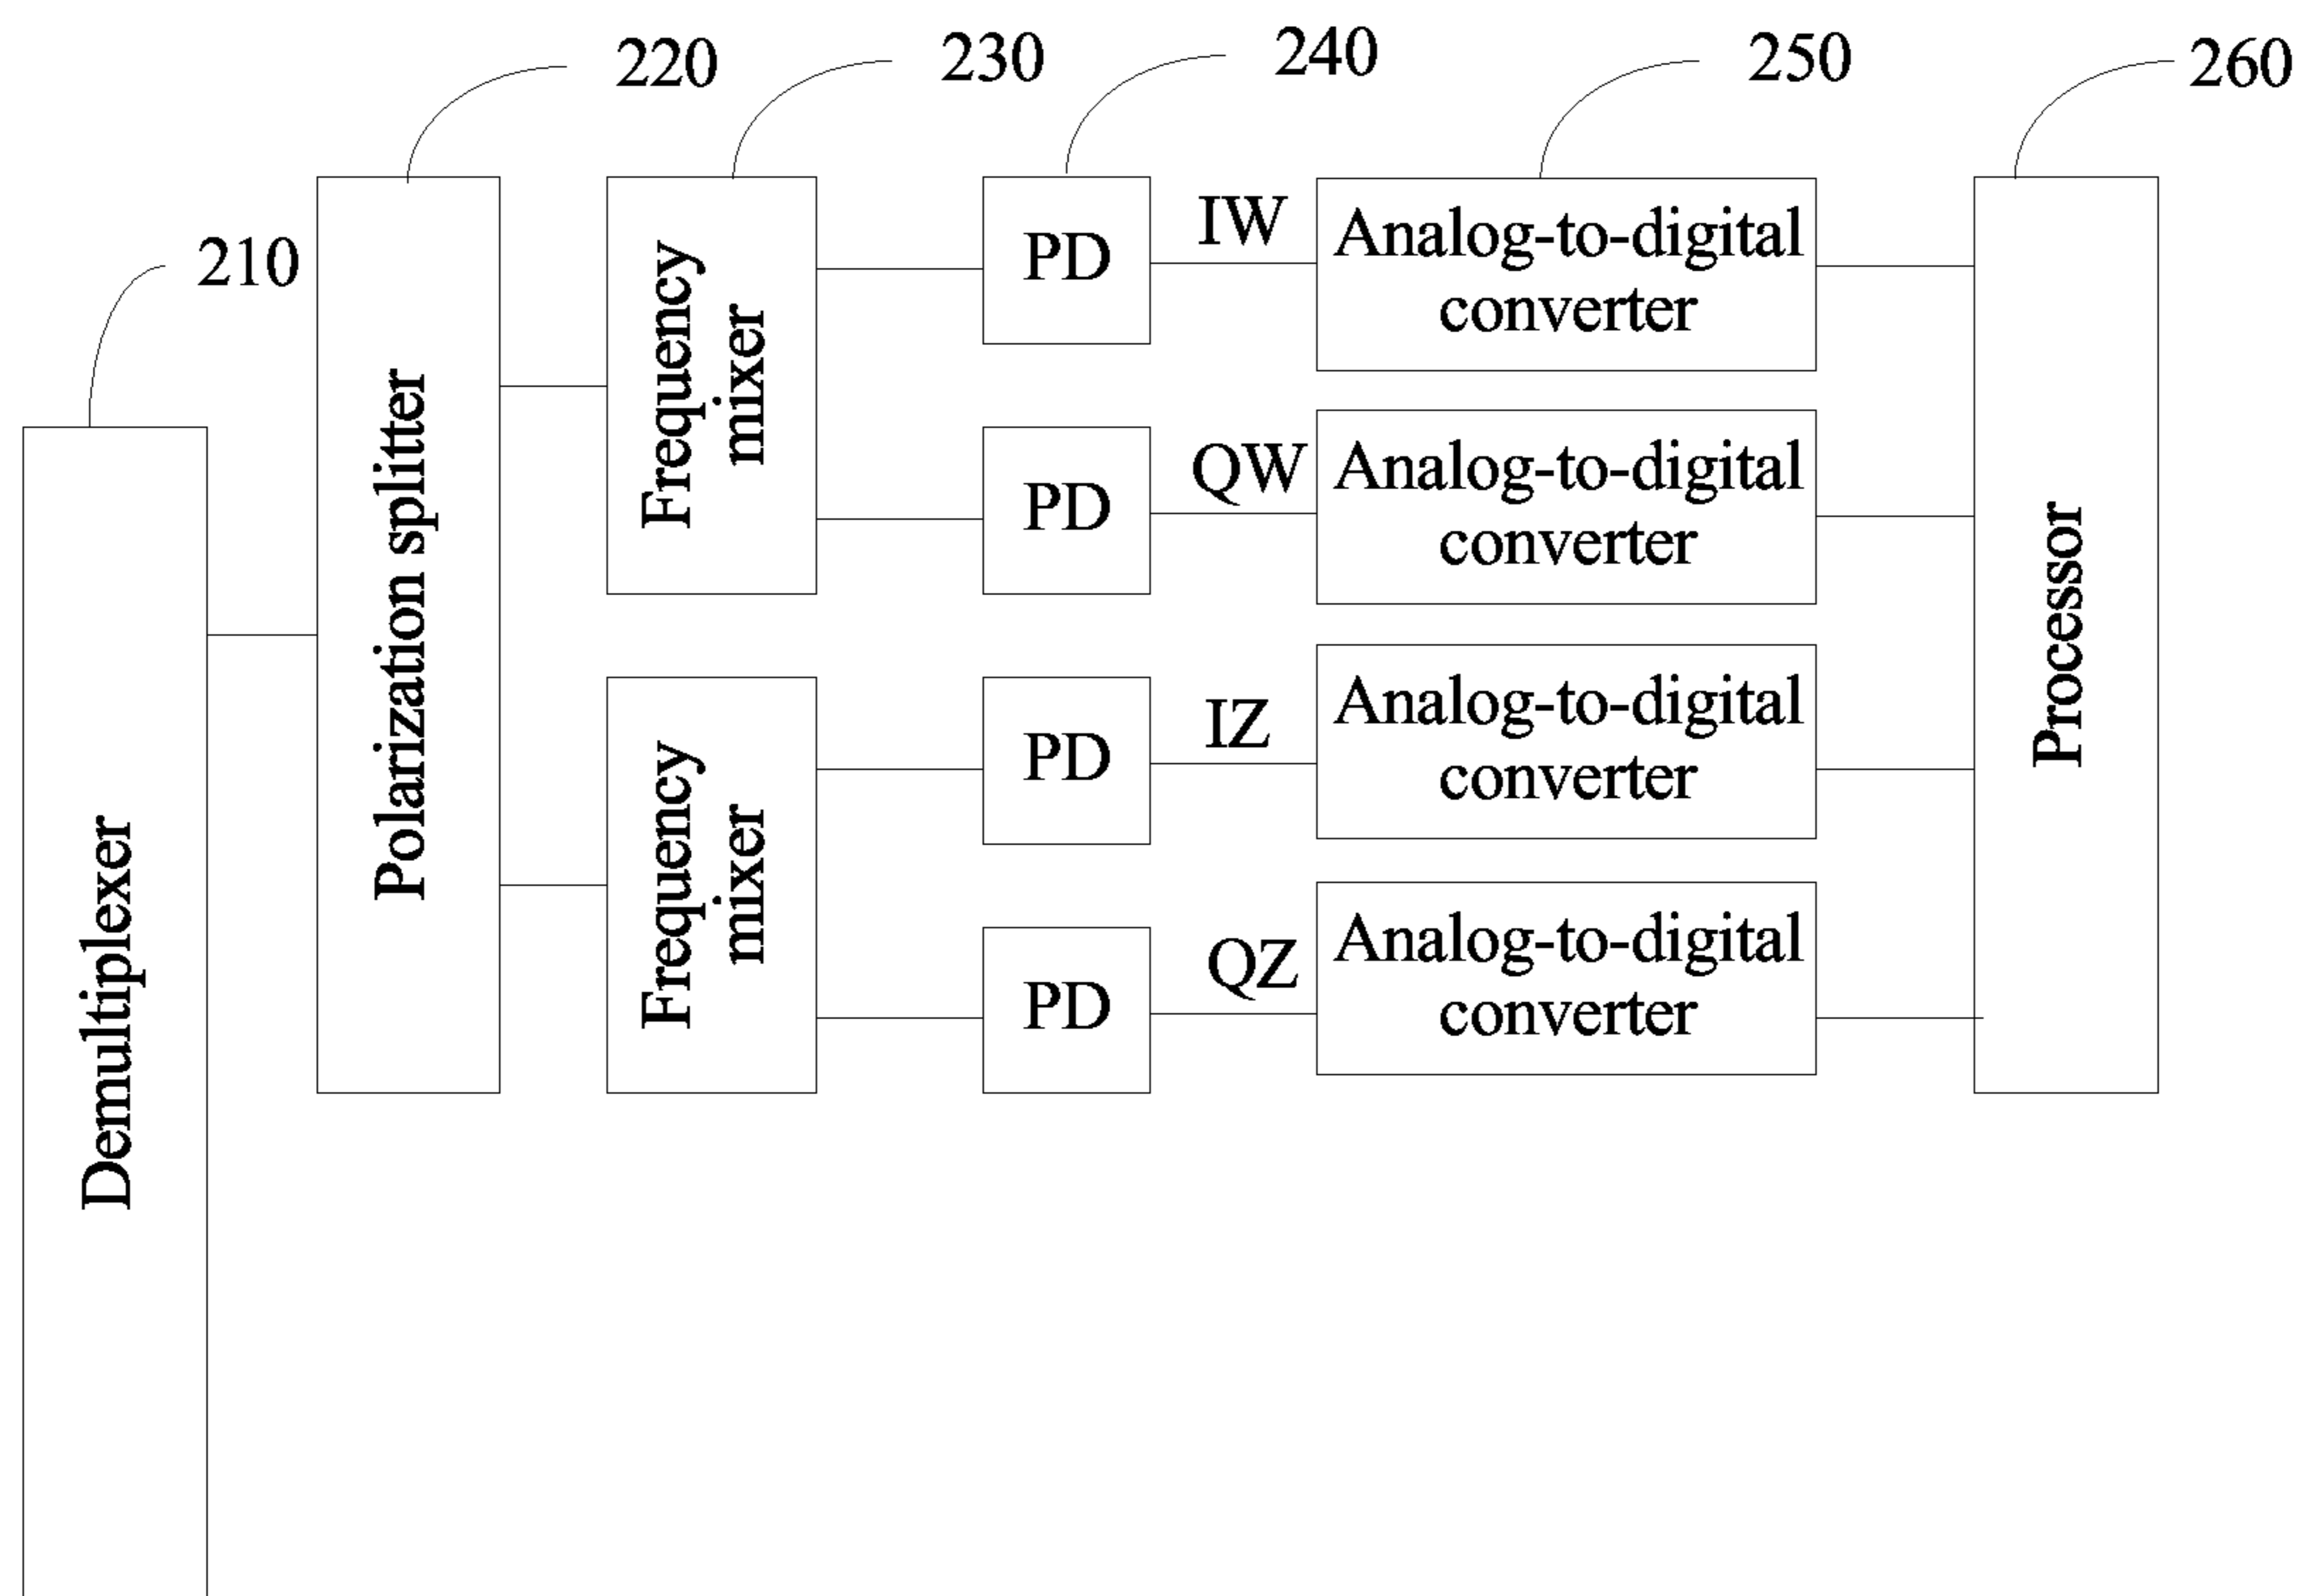 220
230
240
250
260
210
Demultiplexer
Polarization splitter
Frequency
mixer
Frequency
mixer
PD
IW
Analog-to-digital
converter
PD
QW
Analog-to-digital
converter
PD
IZ
Analog-to-digital
converter
PD
QZ
Analog-to-digital
converter
Processor